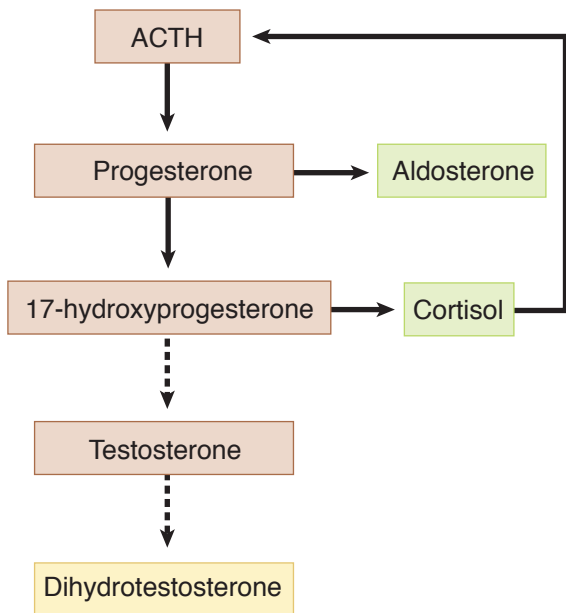 ACTH
Progesterone
Aldosterone
17-hydroxyprogesterone
Cortisol
Testosterone
Dihydrotestosterone